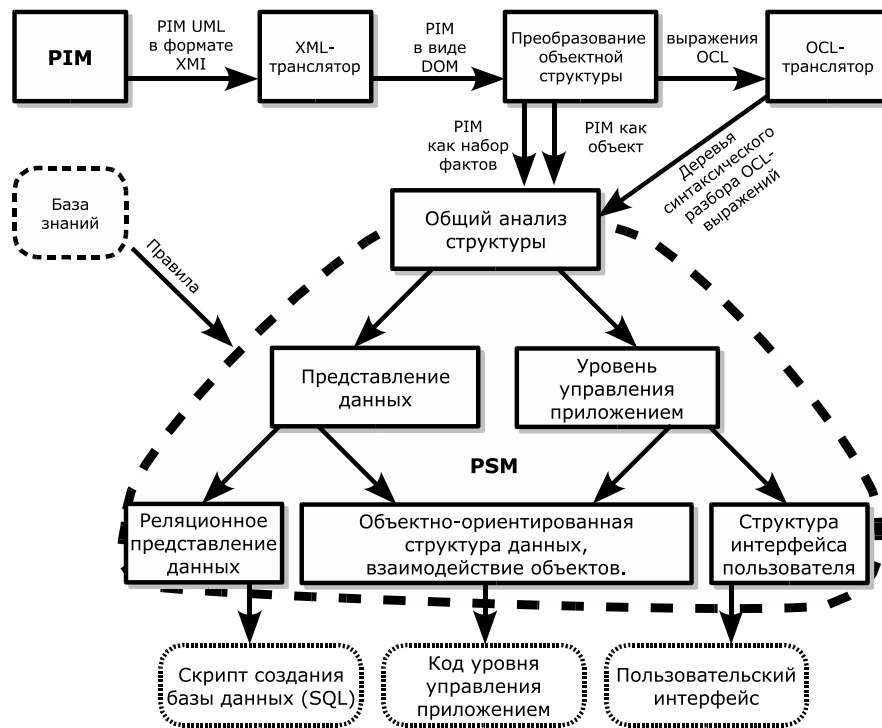 PIM
PIM UML
в формате
XMI
XML-
транслятор
PIM
в виде
DOM
Преобразование
объектной
структуры
выражения
OCL
OCL-
транслятор
PIM
как набор
фактов
PIM как
объект
Деревья
синтаксического
разбора OCL-
выражений
База
знаний
Правила
Общий анализ
структуры
Представление
данных
Уровень
управления
приложением
PSM
Реляционное
представление
данных
Объектно-ориентированная
структура данных,
взаимодействие объектов.
Структура
интерфейса
пользователя
Скрипт создания
базы данных (SQL)
Код уровня
управления
приложением
Пользовательский
интерфейс